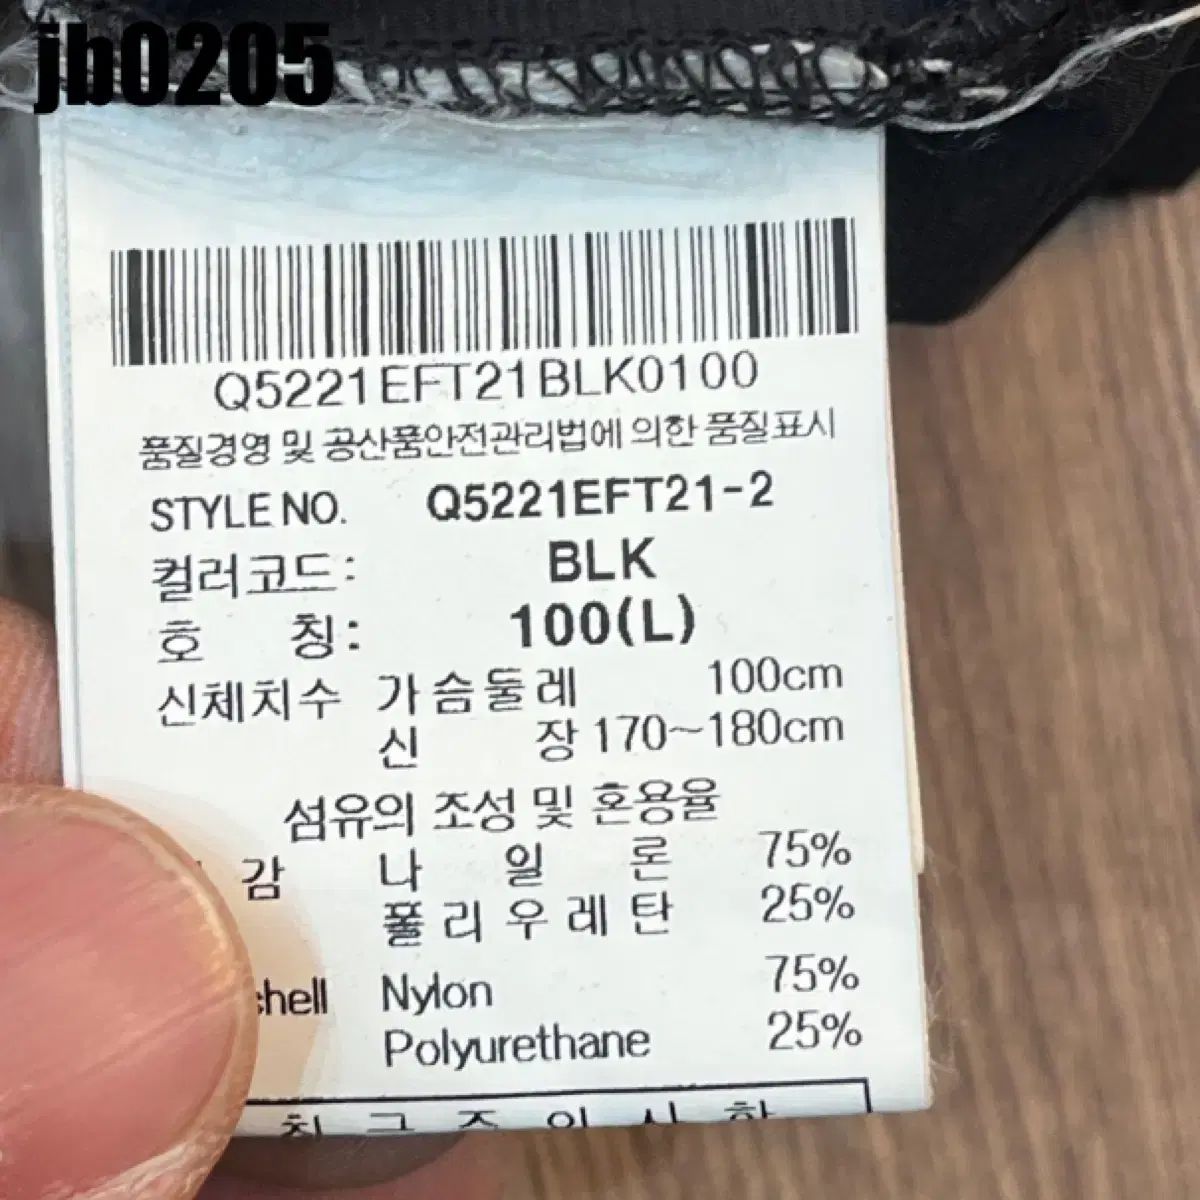 jb0205
Q5221EFT21BLK0100
품질경영 및 공산품안전관리법에 의한 품질표시
STYLE NO. Q5221EFT21-2
컬러코드: BLK
호 칭: 100(L)
신체치수 가슴둘레 100cm
신 장 170~180cm
섬유의 조성 및 혼용율
감 나 일 론 75%
폴 리 우 레 탄 25%
shell Nylon 75%
Polyurethane 25%